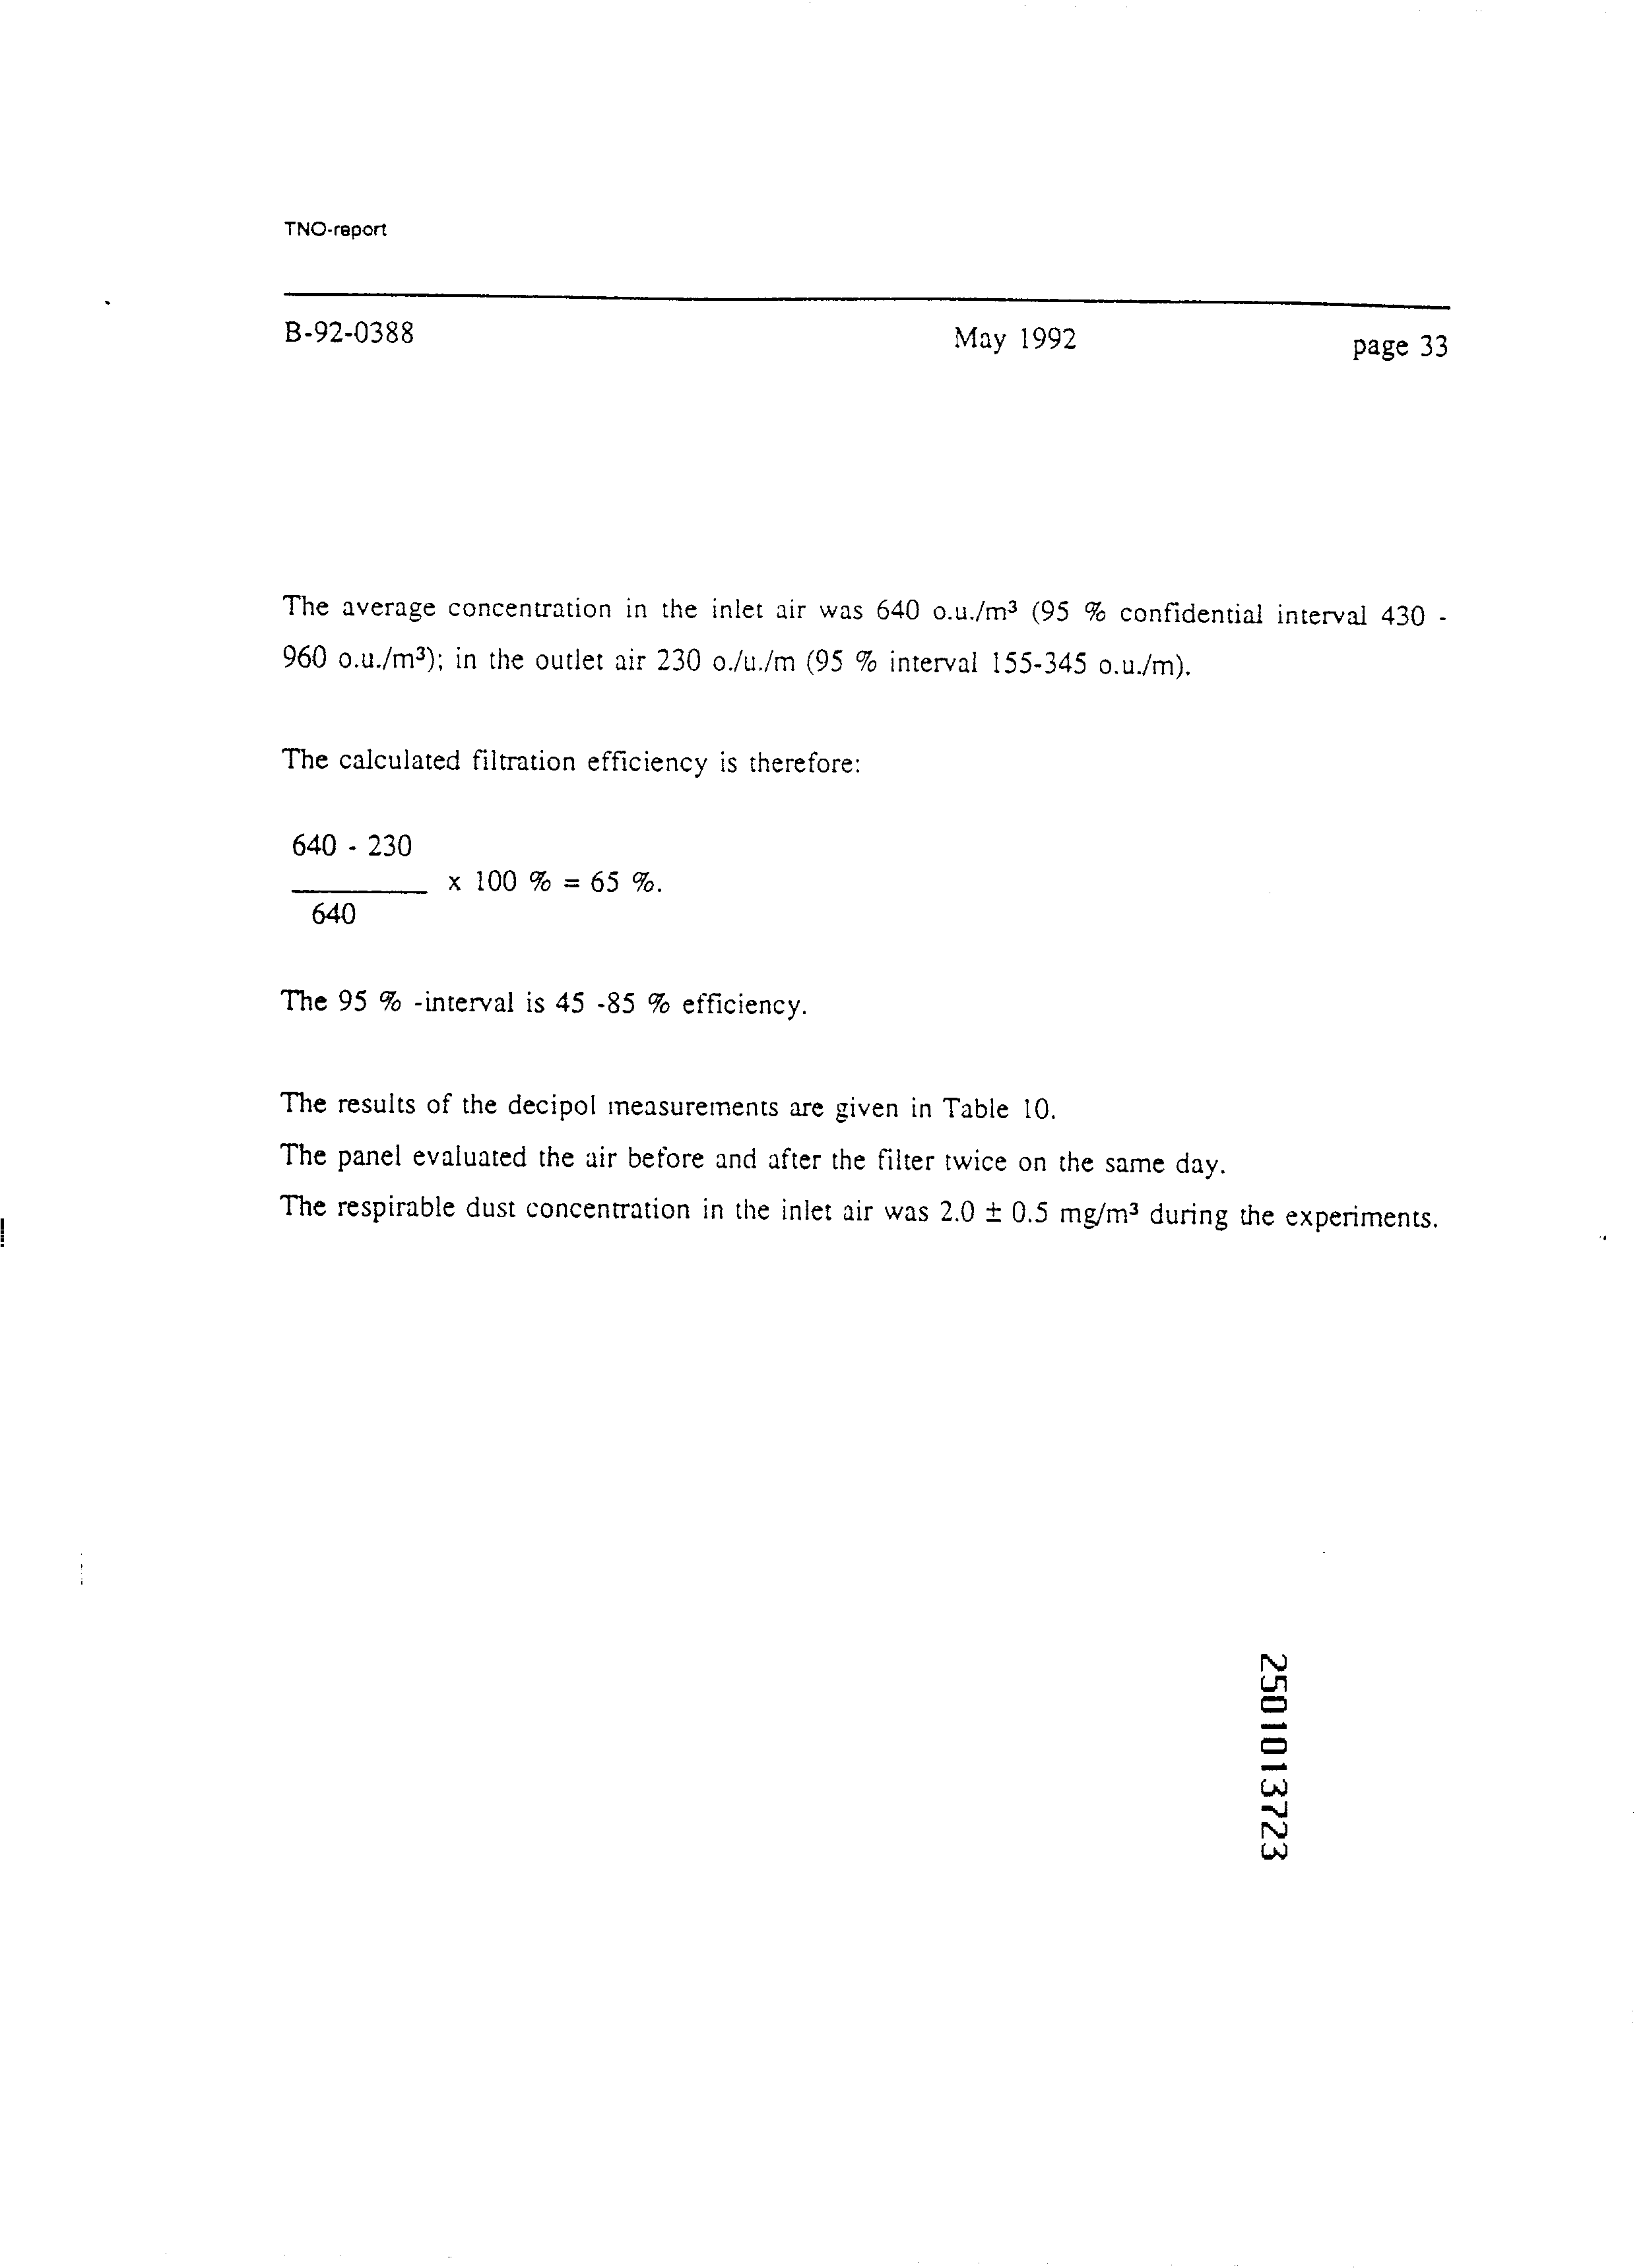 TNO-report
B-92-0388 May 1992 page 33
The average concentration in the inlet air was 640 o.u./m³ (95 % confidential interval 430 -
960 o.u./m³); in the outlet air 230 o./u./m (95 % interval 155-345 o.u./m).
The calculated filtration efficiency is therefore:
640 - 230
x 100 % = 65 %.
640
The 95 % -interval is 45 -85 % efficiency.
The results of the decipol measurements are given in Table 10.
The panel evaluated the air before and after the filter twice on the same day.
The respirable dust concentration in the inlet air was 2.0 ± 0.5 mg/m³ during the experiments.
2501013723